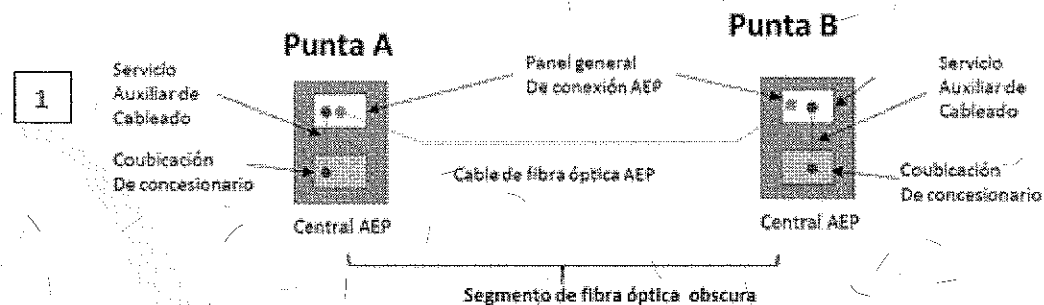 Punta A
Punta B
1
Servicio
Auxiliar de
Cableado
Panel general
De conexión AEP
Servicio
Auxiliar de
Cableado
Coubicación
De concesionario
Cable de fibra óptica AEP
Coubicación
De concesionario
Central AEP
Central AEP
Segmento de fibra óptica obscura